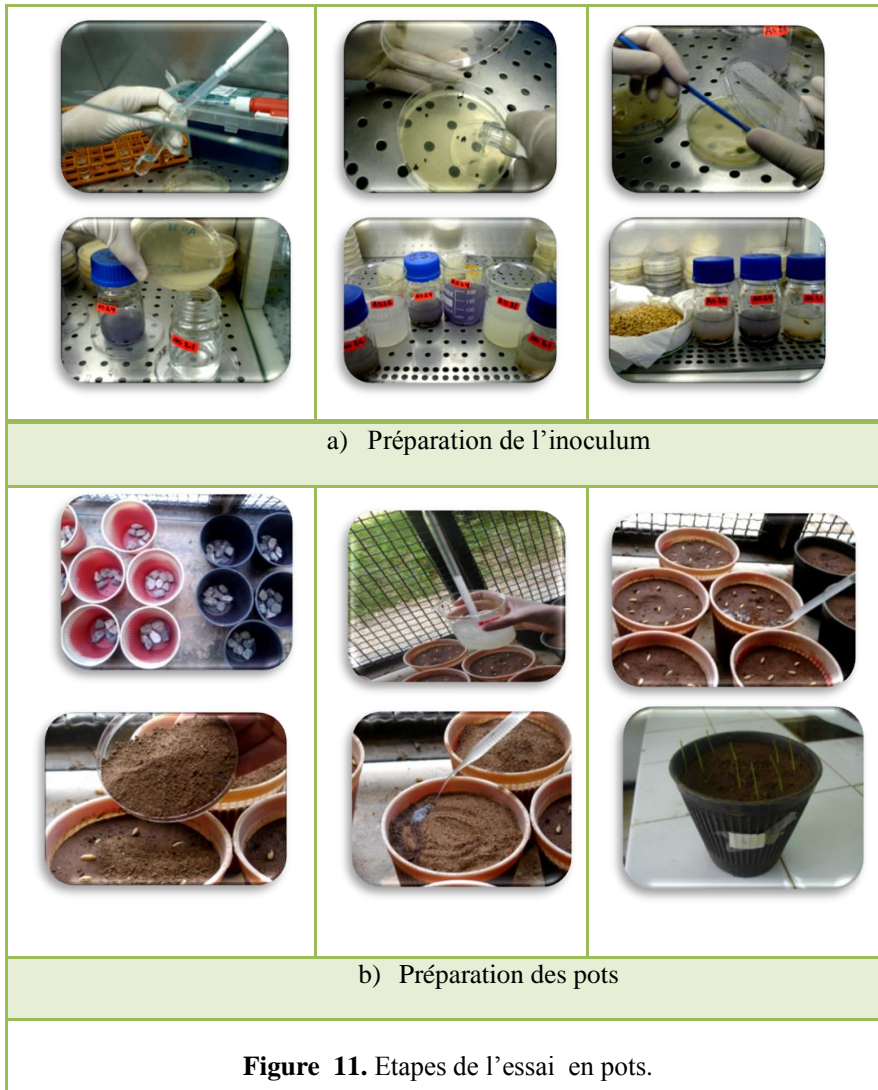 a) Préparation de l’inoculum
b) Préparation des pots
Figure 11. Etapes de l’essai en pots.